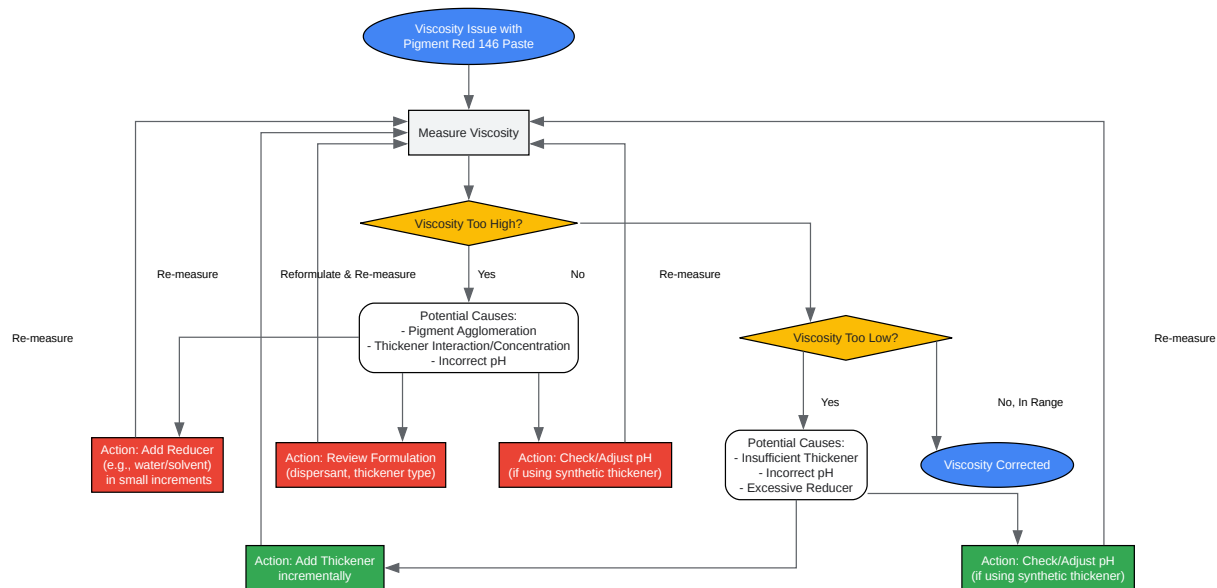 Viscosity Issue with
Pigment Red 146 Paste
Measure Viscosity
Viscosity Too High?
Re-measure
Reformulate & Re-measure
Yes
No
Re-measure
Potential Causes:
- Pigment Agglomeration
- Thickener Interaction/Concentration
- Incorrect pH
Re-measure
Viscosity Too Low?
Re-measure
Yes
No, In Range
Action: Add Reducer
(e.g., water/solvent)
in small increments
Action: Review Formulation
(dispersant, thickener type)
Action: Check/Adjust pH
(if using synthetic thickener)
Potential Causes:
- Insufficient Thickener
- Incorrect pH
- Excessive Reducer
Viscosity Corrected
Action: Add Thickener
incrementally
Action: Check/Adjust pH
(if using synthetic thickener)